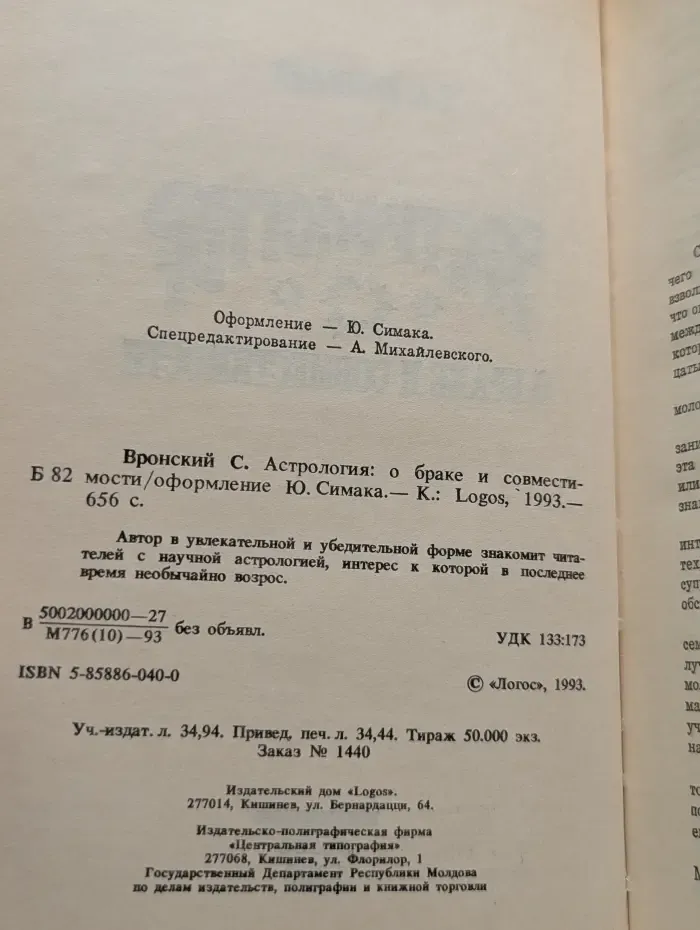 Оформление — Ю. Симака.
Спецредактирование — А. Михайлевского.
Вронский С. Астрология: о браке и совмести-
Б 82 мости/оформление Ю. Симака.— К.: Logos, 1993.—
656 с.
Автор в увлекательной и убедительной форме знакомит чита-
телей с научной астрологией, интерес к которой в последнее
время необычайно возрос.
В 5002000000—27
М776(10)—93 без объявл.
УДК 133:173
ISBN 5-85886-040-0
© «Логос», 1993.
Уч.-издат. л. 34,94. Привед. печ. л. 34,44. Тираж 50.000 экз.
Заказ № 1440
Издательский дом «Logos».
277014, Кишинев, ул. Бернардацци, 64.
Издательско-полиграфическая фирма
«Центральная типография»
277068, Кишинев, ул. Флорилор, 1
Государственный Департамент Республики Молдова
по делам издательств, полиграфии и книжной торговли
чего
что
эта
или